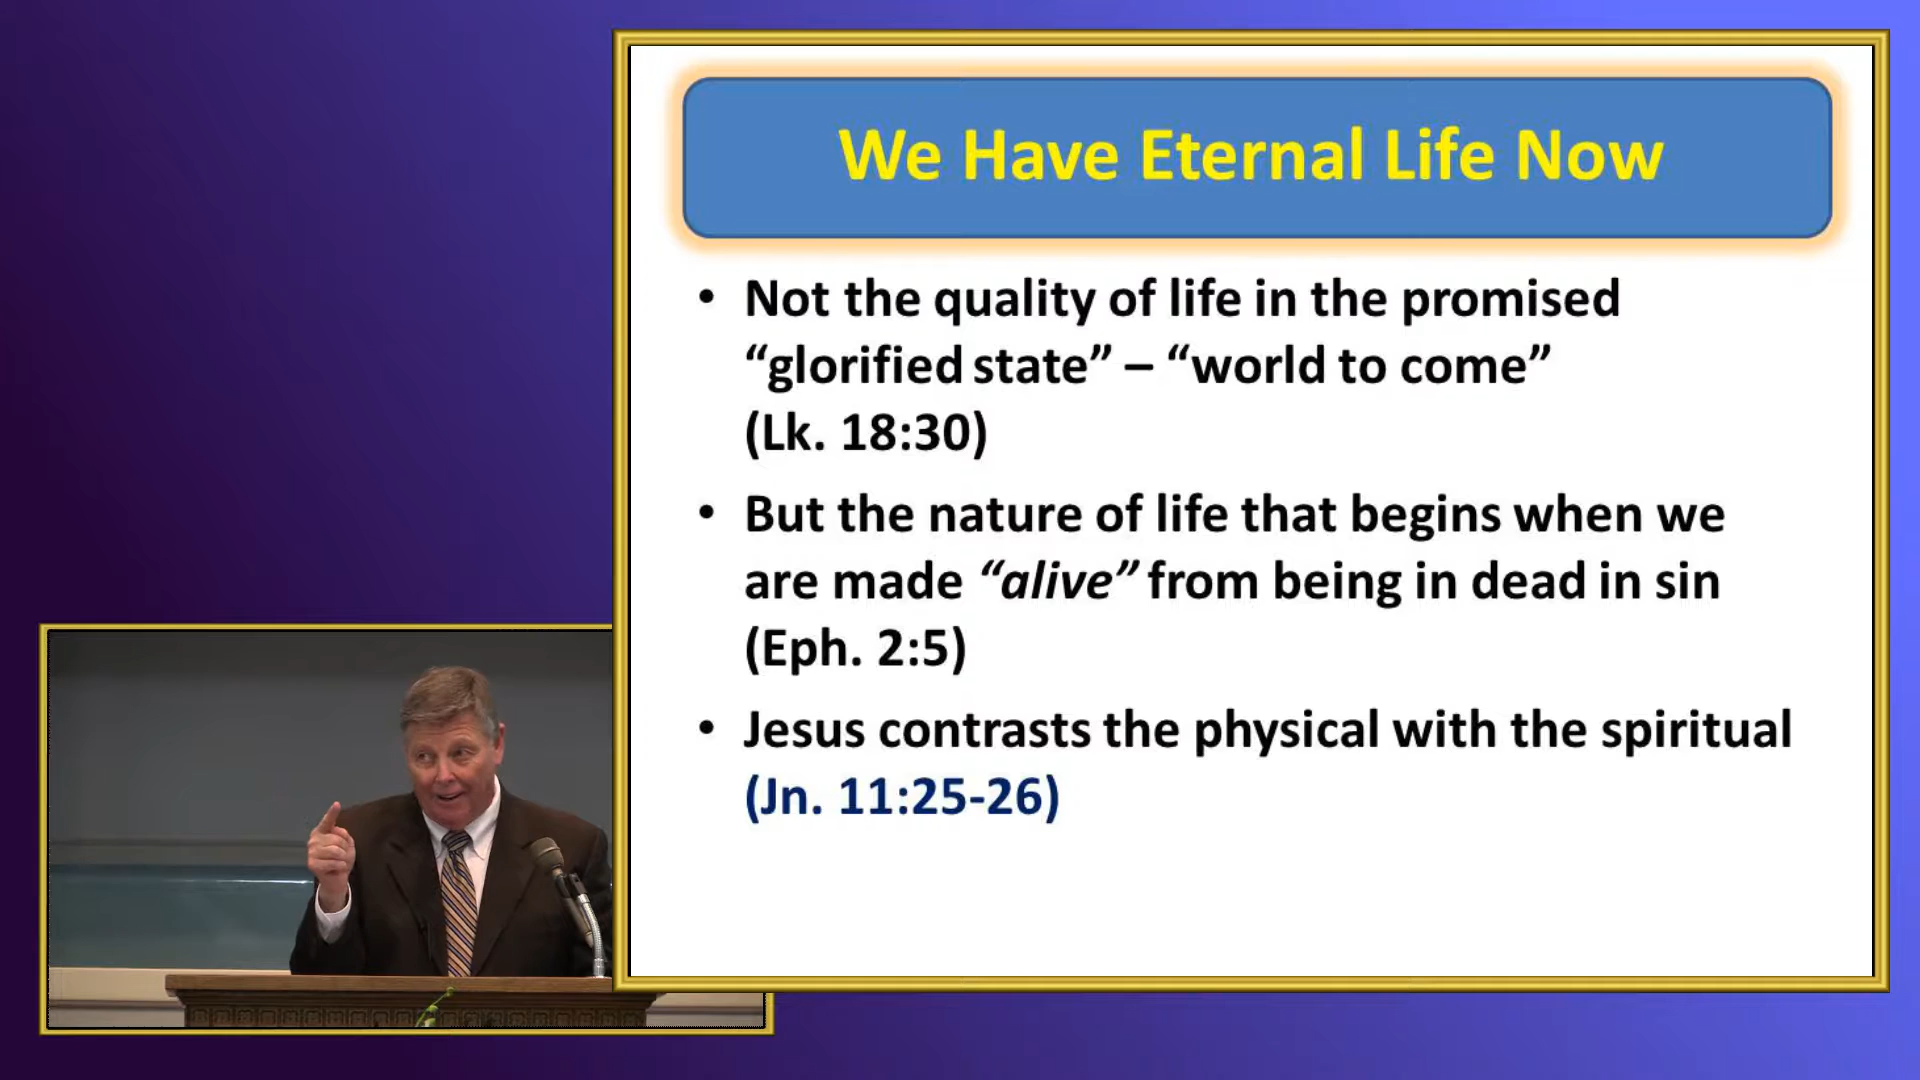 We Have Eternal Life Now
• Not the quality of life in the promised
“glorified state” – “world to come”
(Lk. 18:30)
• But the nature of life that begins when we
are made “alive” from being in dead in sin
(Eph. 2:5)
• Jesus contrasts the physical with the spiritual
(Jn. 11:25-26)